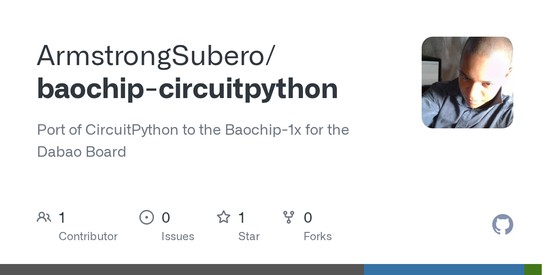 ArmstrongSubero/
baochip-circuitpython
Port of CircuitPython to the Baochip-1x for the
Dabao Board
1 0 1 0
Contributor Issues Star Forks